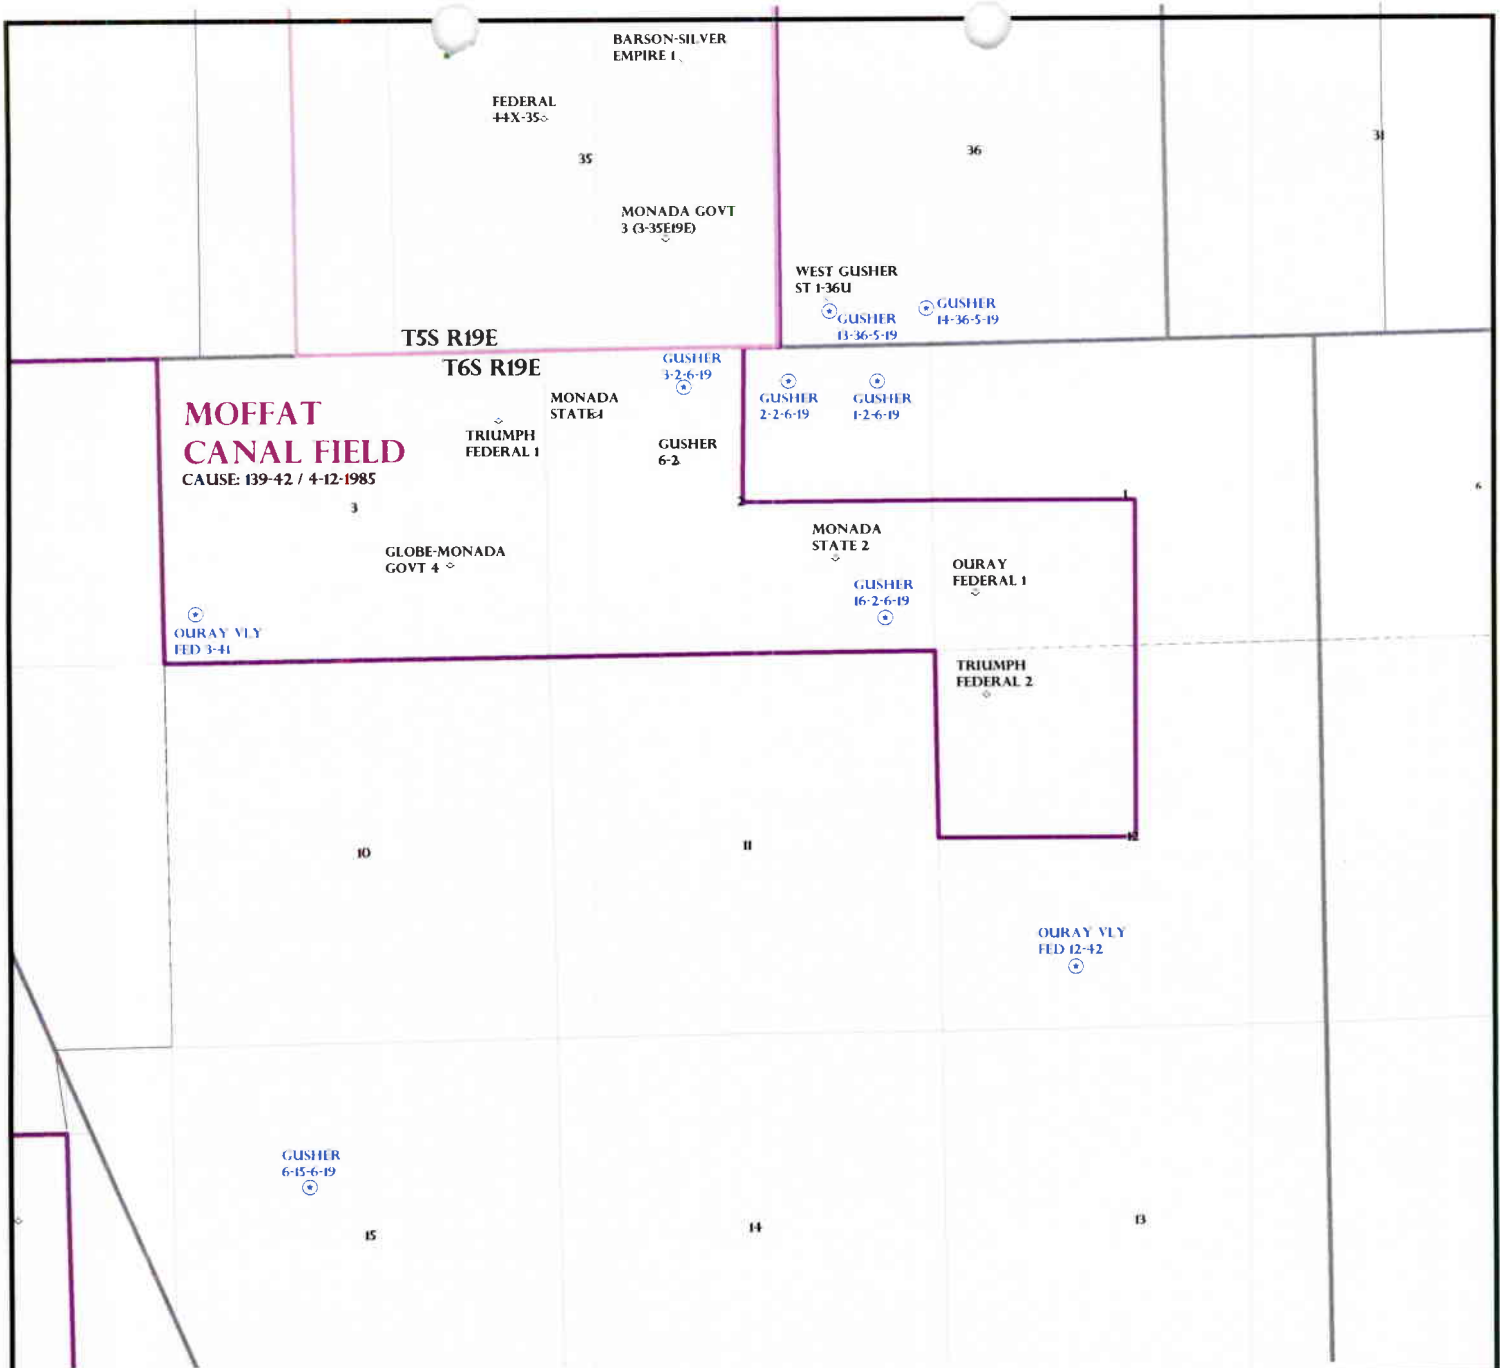 BARSON-SILVER
EMPIRE 1
FEDERAL
44X-35
35
36
31
MONADA GOVT
3 (3-35E19E)
WEST GUSHER
ST 1-36U
GUSHER
13-36-5-19
GUSHER
14-36-5-19
T5S R19E
T6S R19E
GUSHER
3-2-6-19
MOFFAT
CANAL FIELD
CAUSE: 139-42 / 4-12-1985
MONADA
STATE 1
TRIUMPH
FEDERAL 1
GUSHER
6-2
GUSHER
2-2-6-19
GUSHER
1-2-6-19
3
2
1
6
GLOBE-MONADA
GOVT 4
MONADA
STATE 2
OURAY
FEDERAL 1
GUSHER
16-2-6-19
OURAY VLY
FED 3-41
TRIUMPH
FEDERAL 2
10
11
12
OURAY VLY
FED 12-42
GUSHER
6-15-6-19
15
14
13